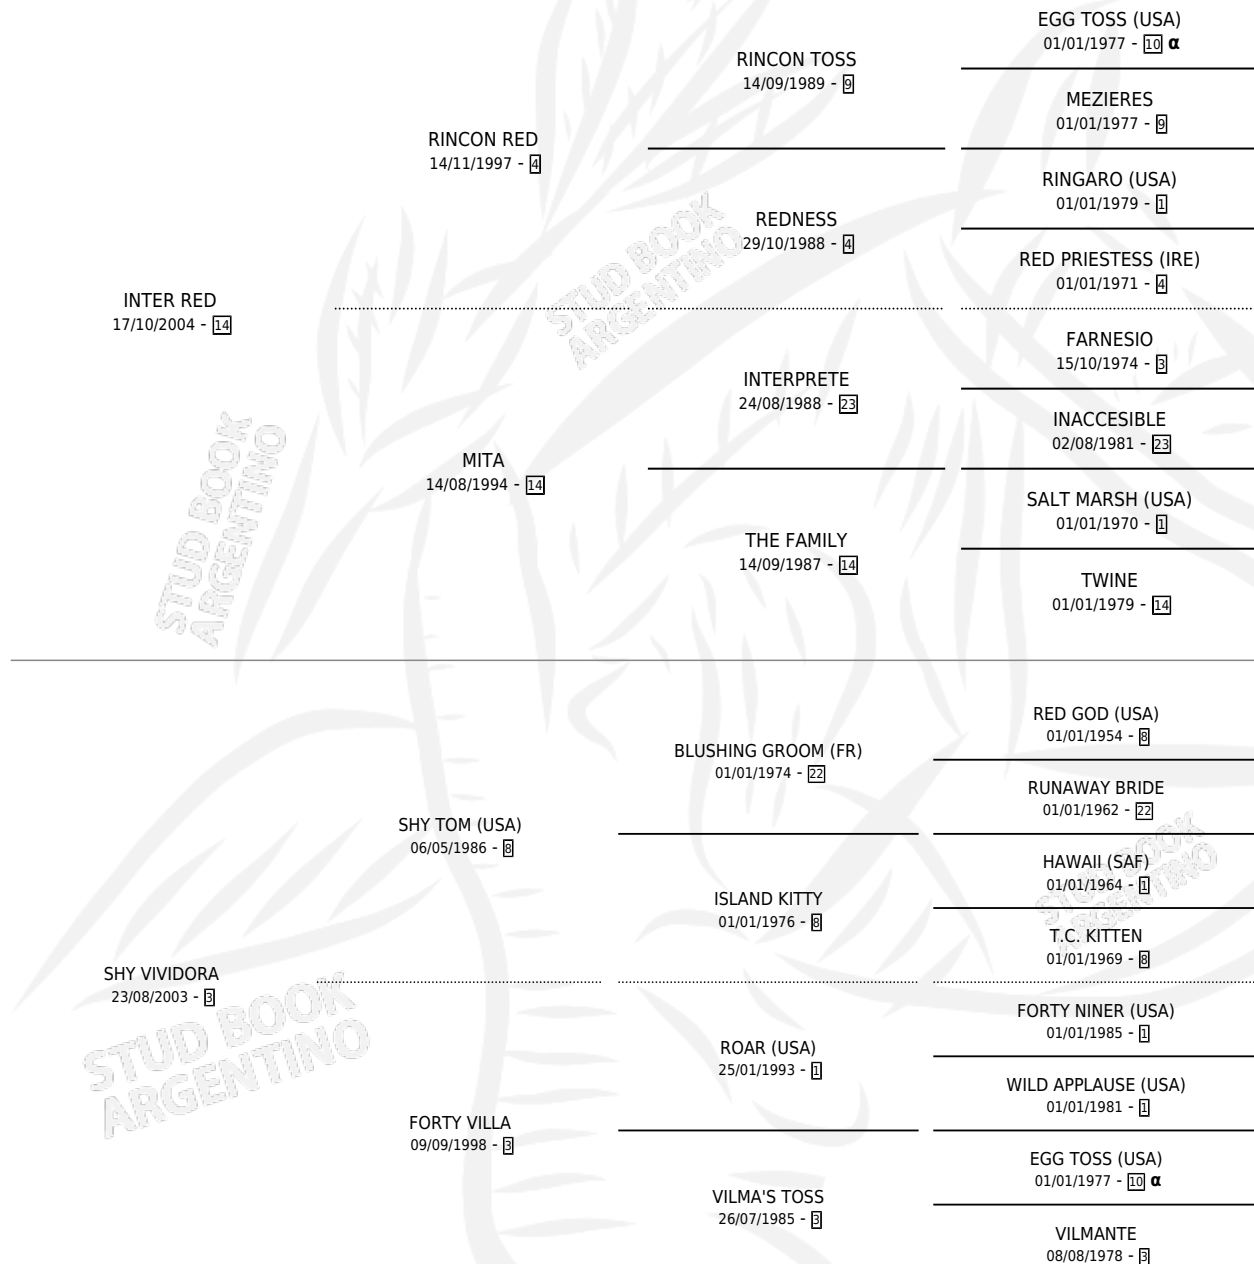 EGG TOSS (USA)
01/01/1977 - 10 α
RINCON TOSS
14/09/1989 - 9
MEZIERES
01/01/1977 - 9
RINCON RED
14/11/1997 - 4
RINGARO (USA)
01/01/1979 - 1
REDNESS
29/10/1988 - 4
RED PRIESTESS (IRE)
01/01/1971 - 4
INTER RED
17/10/2004 - 14
FARNESIO
15/10/1974 - 3
INTERPRETE
24/08/1988 - 23
INACCESIBLE
02/08/1981 - 23
MITA
14/08/1994 - 14
SALT MARSH (USA)
01/01/1970 - 1
THE FAMILY
14/09/1987 - 14
TWINE
01/01/1979 - 14
STUD BOOK
ARGENTINO
STUD BOOK
ARGENTINO
RED GOD (USA)
01/01/1954 - 8
BLUSHING GROOM (FR)
01/01/1974 - 22
RUNAWAY BRIDE
01/01/1962 - 22
SHY TOM (USA)
06/05/1986 - 8
HAWAII (SAF)
01/01/1964 - 1
ISLAND KITTY
01/01/1976 - 8
T.C. KITTEN
01/01/1969 - 8
SHY VIVIDORA
23/08/2003 - 3
FORTY NINER (USA)
01/01/1985 - 1
ROAR (USA)
25/01/1993 - 1
WILD APPLAUSE (USA)
01/01/1981 - 1
FORTY VILLA
09/09/1998 - 3
EGG TOSS (USA)
01/01/1977 - 10 α
VILMA'S TOSS
26/07/1985 - 3
VILMANTE
08/08/1978 - 3
STUD BOOK
ARGENTINO
STUD BOOK
ARGENTINO